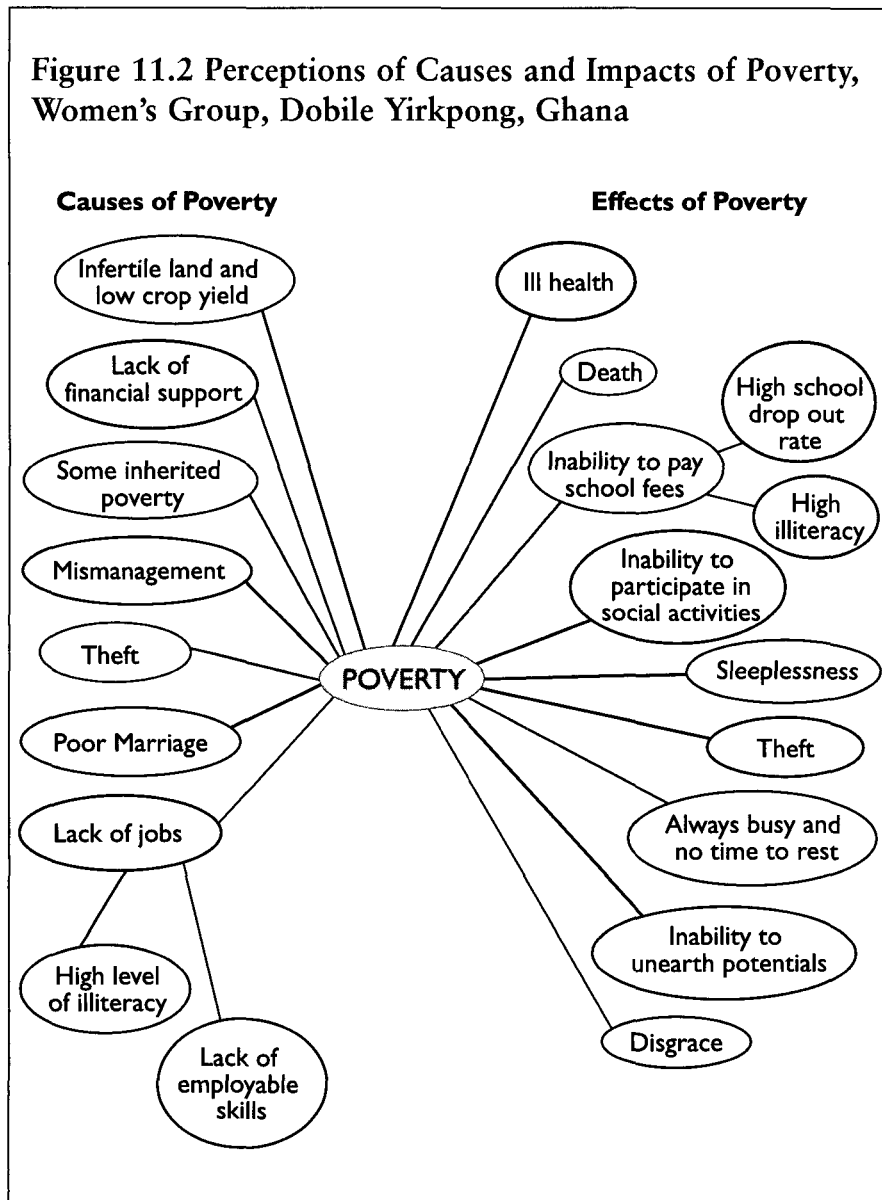 Figure 11.2 Perceptions of Causes and Impacts of Poverty,
Women's Group, Dobile Yirkpong, Ghana
Causes of Poverty
Infertile land and
low crop yield
Lack of
financial support
Some inherited
poverty
Mismanagement
Theft
Poor Marriage
Lack of jobs
High level
of illiteracy
Lack of
employable
skills
POVERTY
Effects of Poverty
Ill health
Death
Inability to pay
school fees
High school
drop out
rate
High
illiteracy
Inability to
participate in
social activities
Sleeplessness
Theft
Always busy and
no time to rest
Inability to
unearth potentials
Disgrace